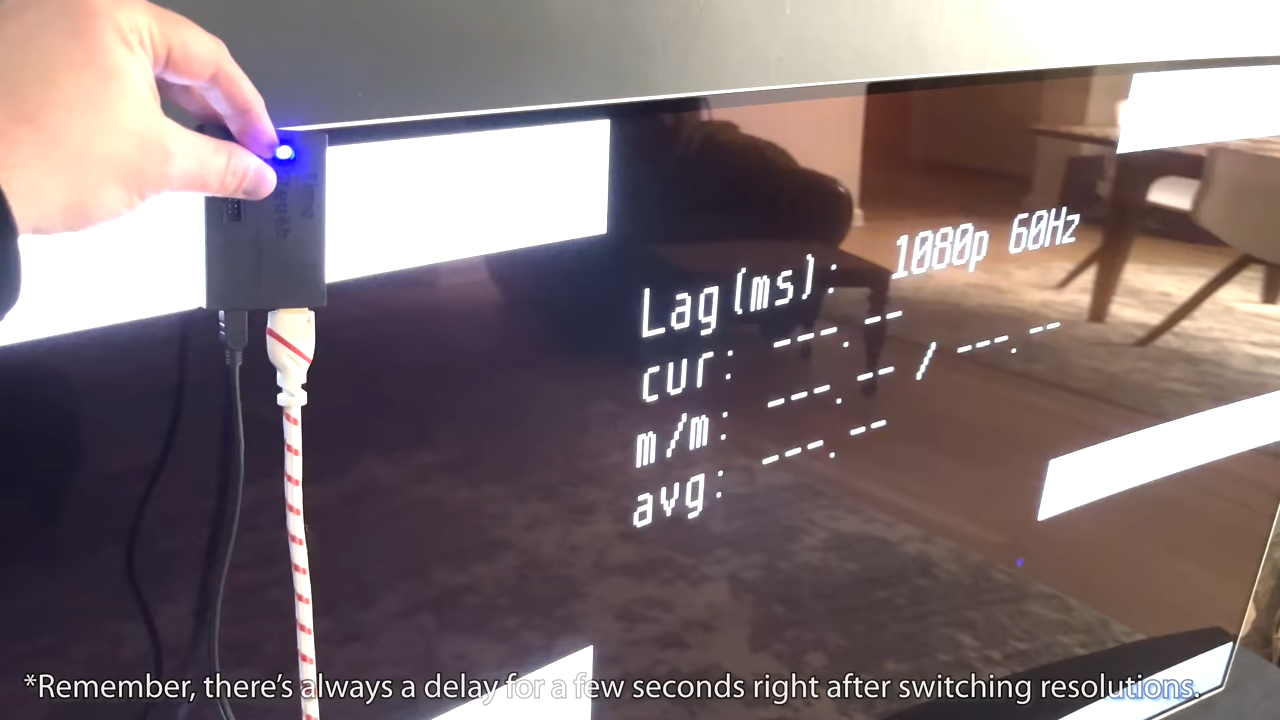 Lag(ms): 1080p 60Hz
cur: ---.--
m/m: ---.-- / ---.--
avg: ---.--
*Remember, there's always a delay for a few seconds right after switching resolutions.